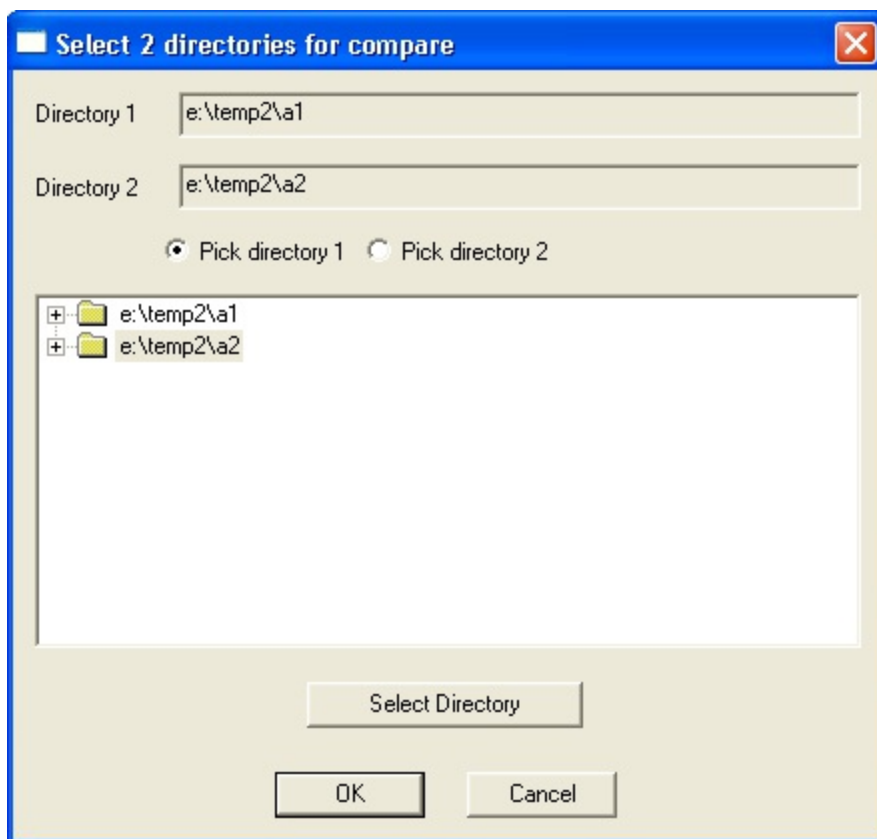 Select 2 directories for compare
Directory 1 e:\temp2\a1
Directory 2 e:\temp2\a2
Pick directory 1 Pick directory 2
e:\temp2\a1
e:\temp2\a2
Select Directory
OK Cancel